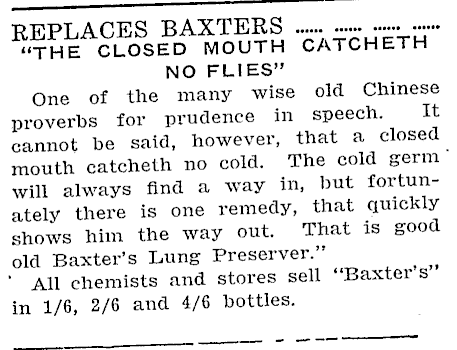 REPLACES BAXTERS ...... ...... ...... ......
"THE CLOSED MOUTH CATCHETH
NO FLIES"
One of the many wise old Chinese
proverbs for prudence in speech. It
cannot be said, however, that a closed
mouth catcheth no cold. The cold germ
will always find a way in, but fortun-
ately there is one remedy, that quickly
shows him the way out. That is good
old Baxter's Lung Preserver."
All chemists and stores sell "Baxter's"
in 1/6, 2/6 and 4/6 bottles.